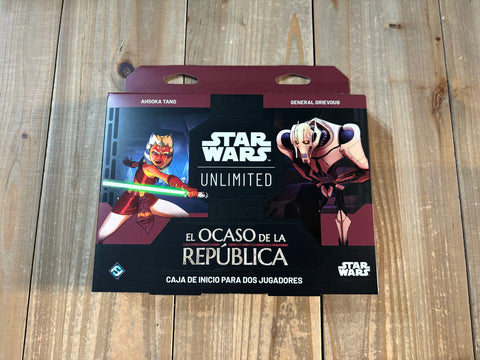 AHSOKA TANO
GENERAL GRIEVOUS
STAR
WARS
UNLIMITED
EL OCASO DE LA
REPÚBLICA
CAJA DE INICIO PARA DOS JUGADORES
STAR
WARS